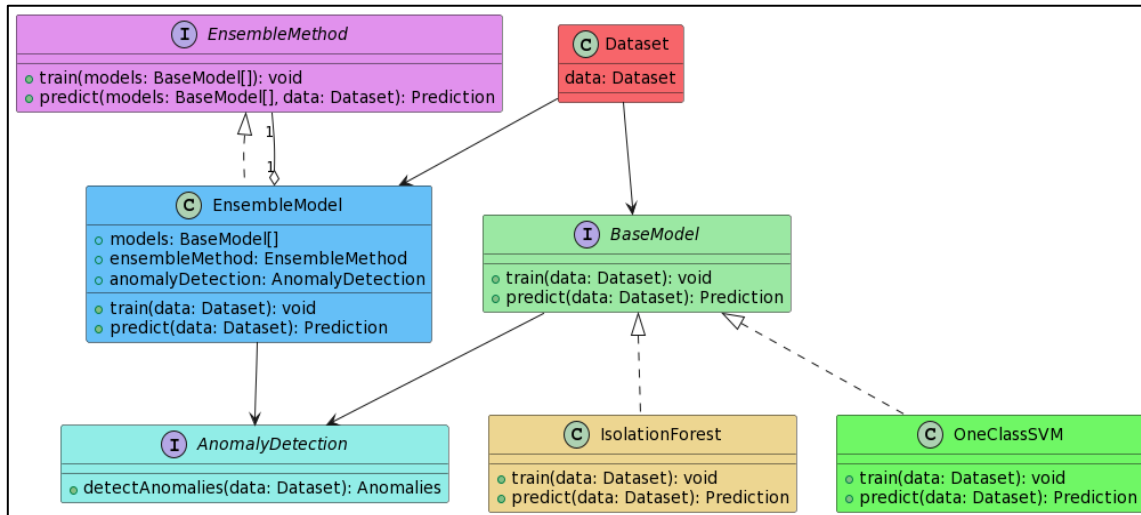 I EnsembleMethod
train(models: BaseModel[]): void
predict(models: BaseModel[], data: Dataset): Prediction
C Dataset
data: Dataset
1
1
C EnsembleModel
models: BaseModel[]
ensembleMethod: EnsembleMethod
anomalyDetection: AnomalyDetection
train(data: Dataset): void
predict(data: Dataset): Prediction
I BaseModel
train(data: Dataset): void
predict(data: Dataset): Prediction
I AnomalyDetection
detectAnomalies(data: Dataset): Anomalies
C IsolationForest
train(data: Dataset): void
predict(data: Dataset): Prediction
C OneClassSVM
train(data: Dataset): void
predict(data: Dataset): Prediction